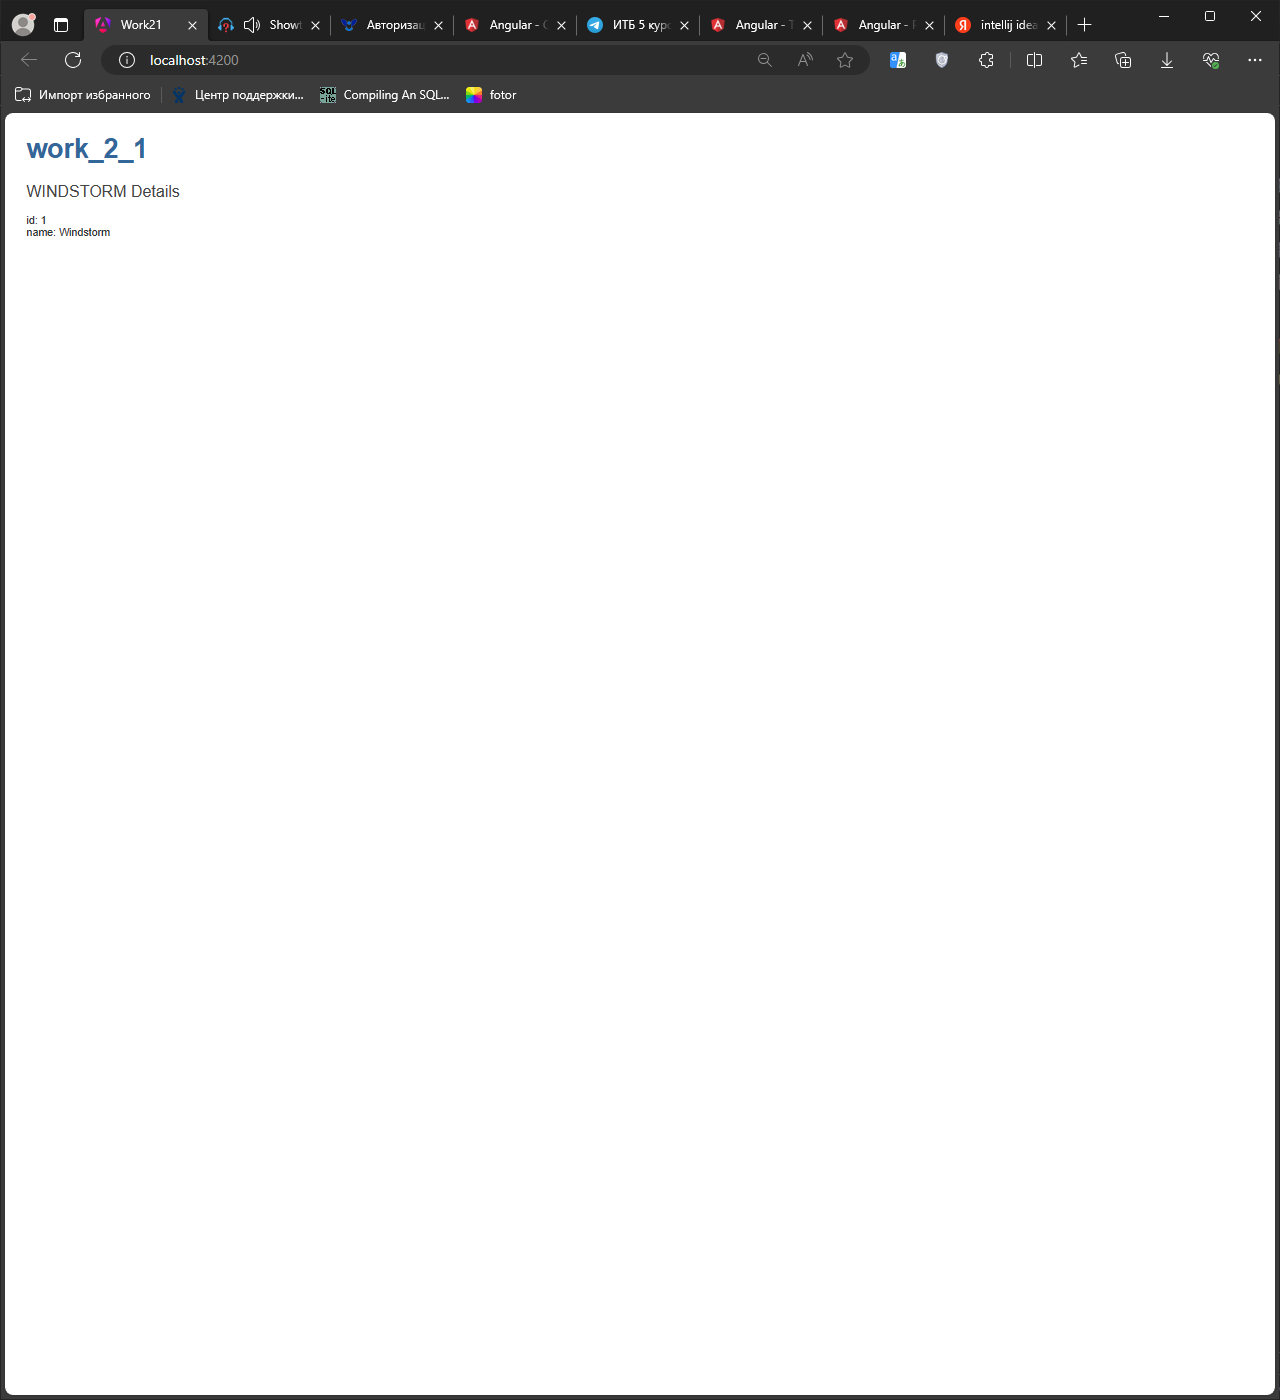 Work21
Showt
Авторизац
Angular - 
ИТБ 5 курс
Angular - T
Angular - 
intellij idea
localhost:4200
Импорт избранного
Центр поддержки...
Compiling An SQL...
fotor
work_2_1
WINDSTORM Details
id: 1
name: Windstorm